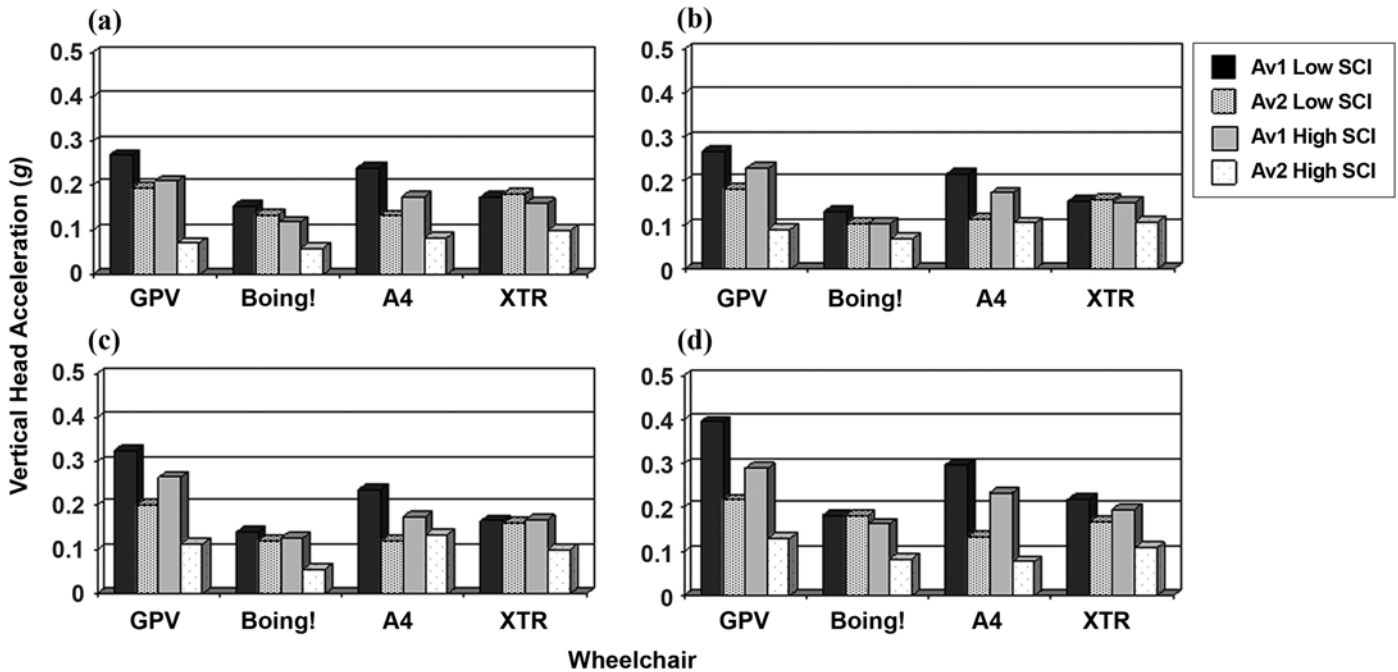 (a)
0.5
0.4
0.3
0.2
0.1
0
GPV Boing! A4 XTR
(b)
0.5
0.4
0.3
0.2
0.1
0
GPV Boing! A4 XTR
Av1 Low SCI
Av2 Low SCI
Av1 High SCI
Av2 High SCI
Vertical Head Acceleration (g)
(c)
0.5
0.4
0.3
0.2
0.1
0
GPV Boing! A4 XTR
(d)
0.5
0.4
0.3
0.2
0.1
0
GPV Boing! A4 XTR
Wheelchair